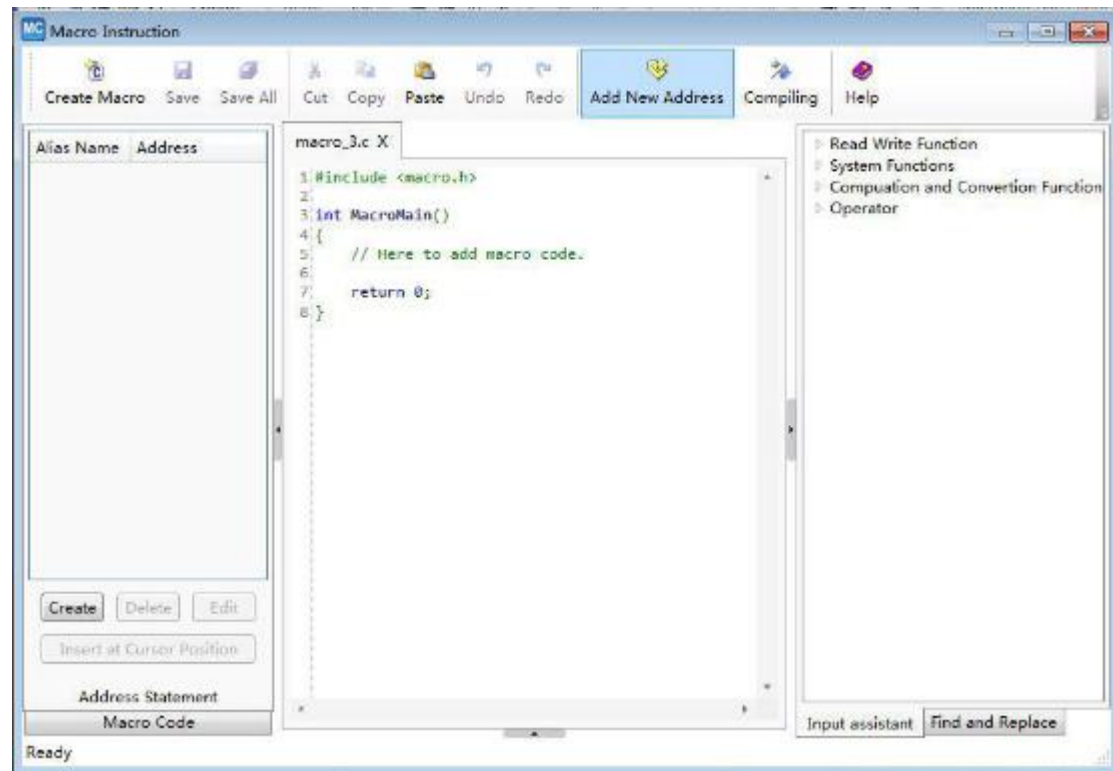 MC Macro Instruction
Create Macro Save Save All Cut Copy Paste Undo Redo Add New Address Compiling Help
Alias Name Address
macro_3.c X
1 #include <macro.h>
2
3 int MacroMain()
4 {
5 // Here to add macro code.
6
7 return 0;
8 }
Read Write Function
System Functions
Compuation and Convertion Function
Operator
Create Delete Edit
Insert at Cursor Position
Address Statement
Macro Code
Input assistant Find and Replace
Ready